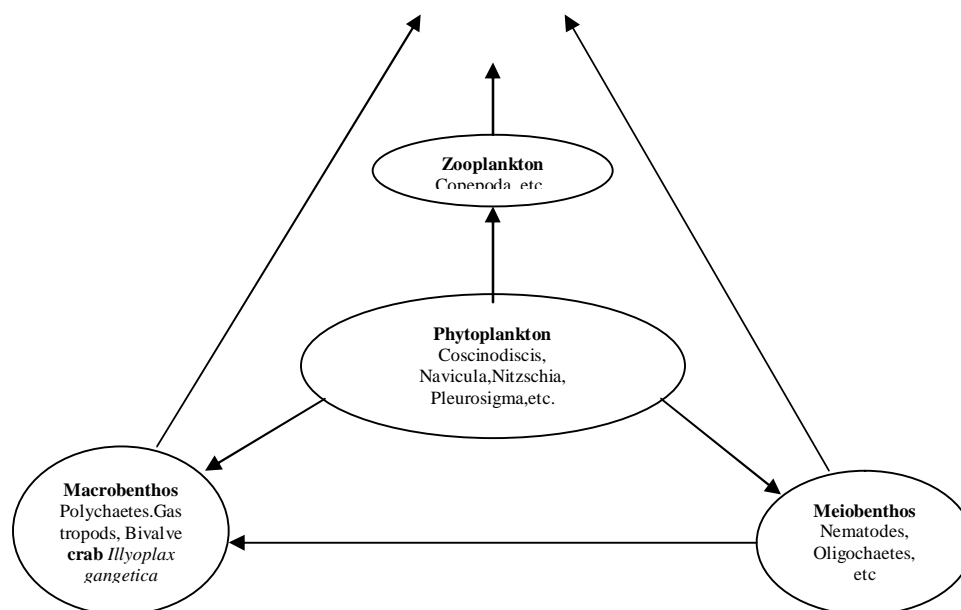 Zooplankton
Copepoda, etc
Phytoplankton
Coscinodiscis,
Navicula,Nitzschia,
Pleurosigma,etc.
Macrobenthos
Polychaetes.Gas
tropods, Bivalve
crab Illyoplax
gangetica
Meiobenthos
Nematodes,
Oligochaetes,
etc